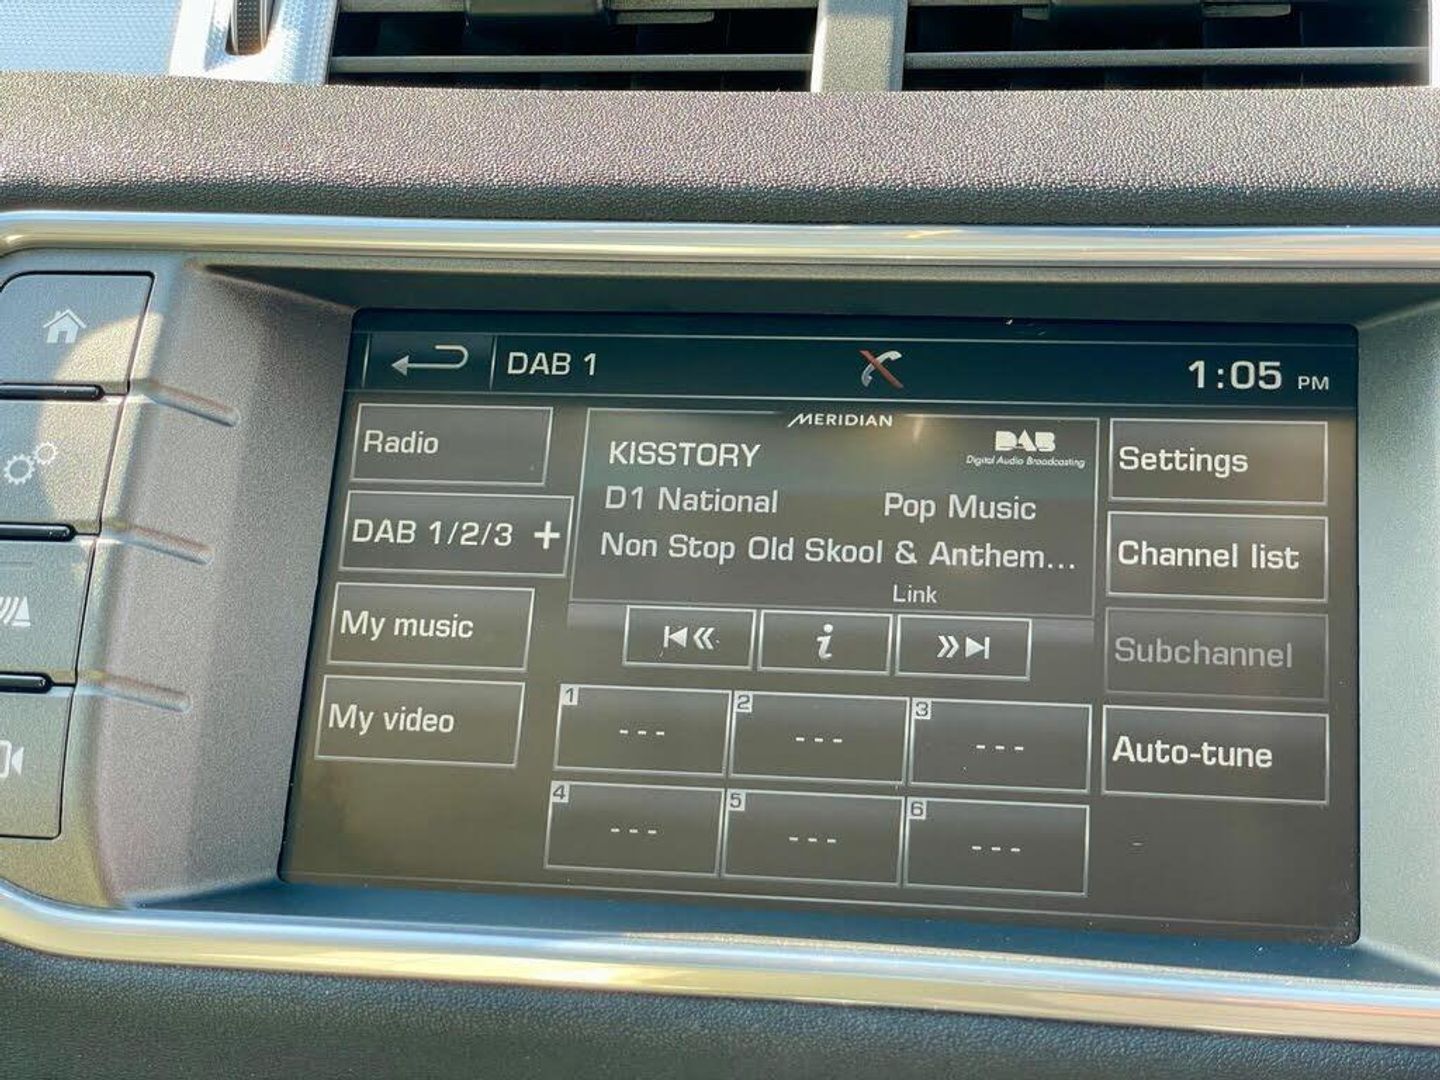 DAB 1
1:05 PM
Radio
DAB 1/2/3 +
My music
My video
MERIDIAN
KISSTORY
DAB
Digital Audio Broadcasting
D1 National
Pop Music
Non Stop Old Skool & Anthem...
Link
i
1
---
2
---
3
---
4
---
5
---
6
---
Settings
Channel list
Subchannel
Auto-tune